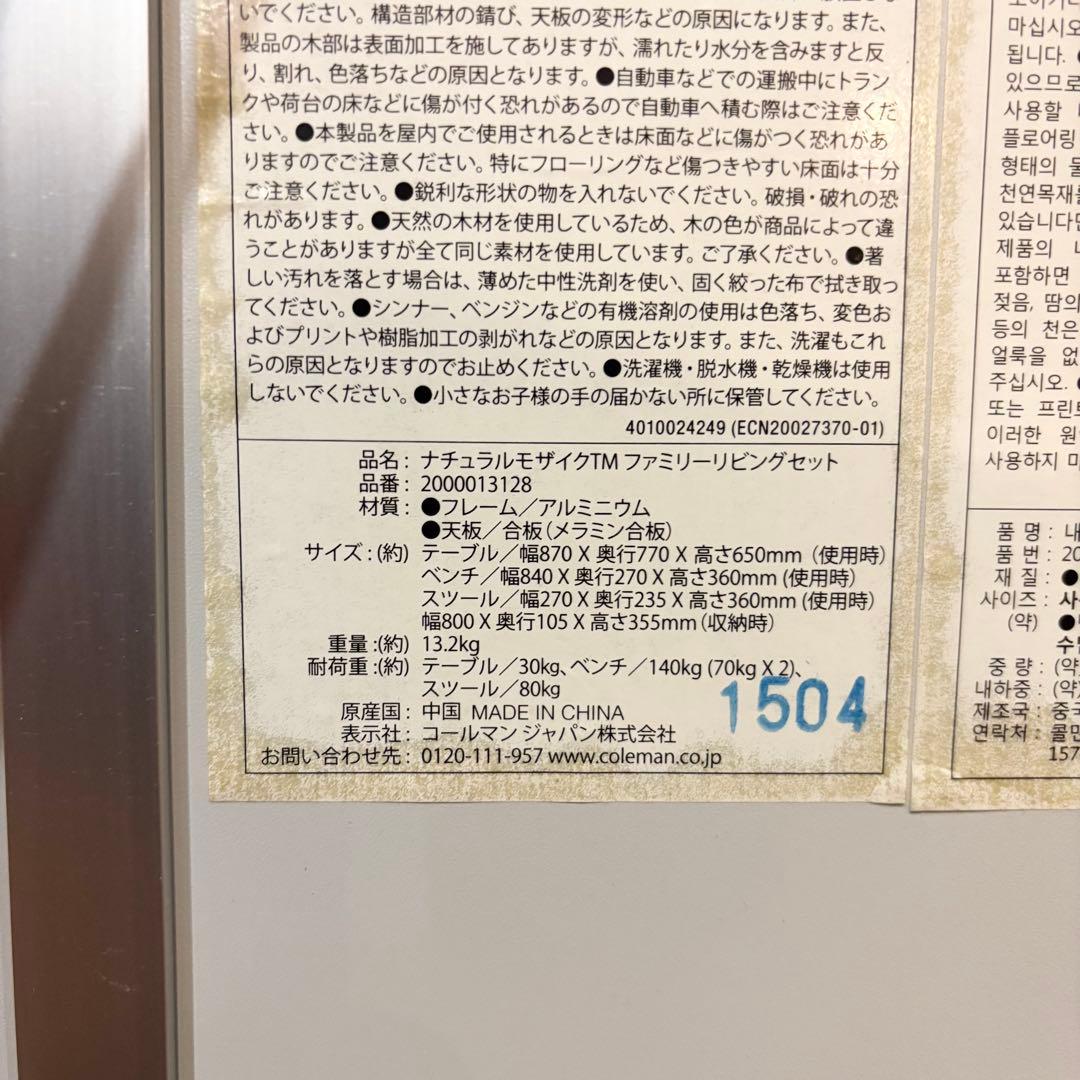 いでください。構造部材の錆び、天板の変形などの原因になります。また、
製品の木部は表面加工を施してありますが、濡れたり水分を含みますと反
り、割れ、色落ちなどの原因となります。●自動車などでの運搬中にトラン
クや荷台の床などに傷が付く恐れがあるので自動車へ積む際はご注意くだ
さい。●本製品を屋内でご使用されるときは床面などに傷がつく恐れがあ
りますのでご注意ください。特にフローリングなど傷つきやすい床面は十分
ご注意ください。●鋭利な形状の物を入れないでください。破損・破れの恐
れがあります。●天然の木材を使用しているため、木の色が商品によって違
うことがありますが全て同じ素材を使用しています。ご了承ください。●著
しい汚れを落とす場合は、薄めた中性洗剤を使い、固く絞った布で拭き取っ
てください。●シンナー、ベンジンなどの有機溶剤の使用は色落ち、変色お
よびプリントや樹脂加工の剥がれなどの原因となります。また、洗濯もこれ
らの原因となりますのでお止めください。●洗濯機・脱水機・乾燥機は使用
しないでください。●小さなお子様の手の届かない所に保管してください。
4010024249 (ECN20027370-01)
品名: ナチュラルモザイクTM ファミリーリビングセット
品番: 2000013128
材質: ●フレーム/アルミニウム
●天板/合板(メラミン合板)
サイズ:(約) テーブル/幅870 X 奥行770 X 高さ650mm (使用時)
ベンチ/幅840 X 奥行270 X 高さ360mm (使用時)
スツール/幅270 X 奥行235 X 高さ360mm (使用時)
幅800 X 奥行105 X 高さ355mm (収納時)
重量:(約) 13.2kg
耐荷重:(約) テーブル/30kg、ベンチ/140kg (70kg X 2)、
スツール/80kg
1504
原産国: 中国 MADE IN CHINA
表示社: コールマン ジャパン株式会社
お問い合わせ先: 0120-111-957 www.coleman.co.jp
마십시오
됩니다.
있으므로
사용할
플로어링
형태의 물
천연목재를
있습니다만
제품의
포함하면
젖음, 땀의
등의 천은
얼룩을 없
주십시오.
또는 프린트
이러한 원
사용하지 마
품 명:
품 번: 20
재 질: ●
사이즈:
(약) ●
중 량: (약
내하중: (약
제조국: 중국
연락처: 콜만
157